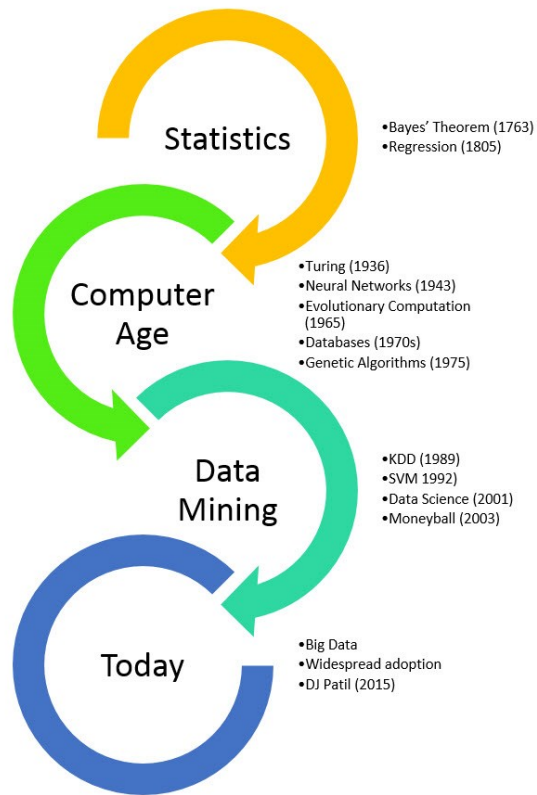 Statistics
•Bayes’ Theorem (1763)
•Regression (1805)
Computer
Age
•Turing (1936)
•Neural Networks (1943)
•Evolutionary Computation
(1965)
•Databases (1970s)
•Genetic Algorithms (1975)
Data
Mining
•KDD (1989)
•SVM 1992)
•Data Science (2001)
•Moneyball (2003)
Today
•Big Data
•Widespread adoption
•DJ Patil (2015)